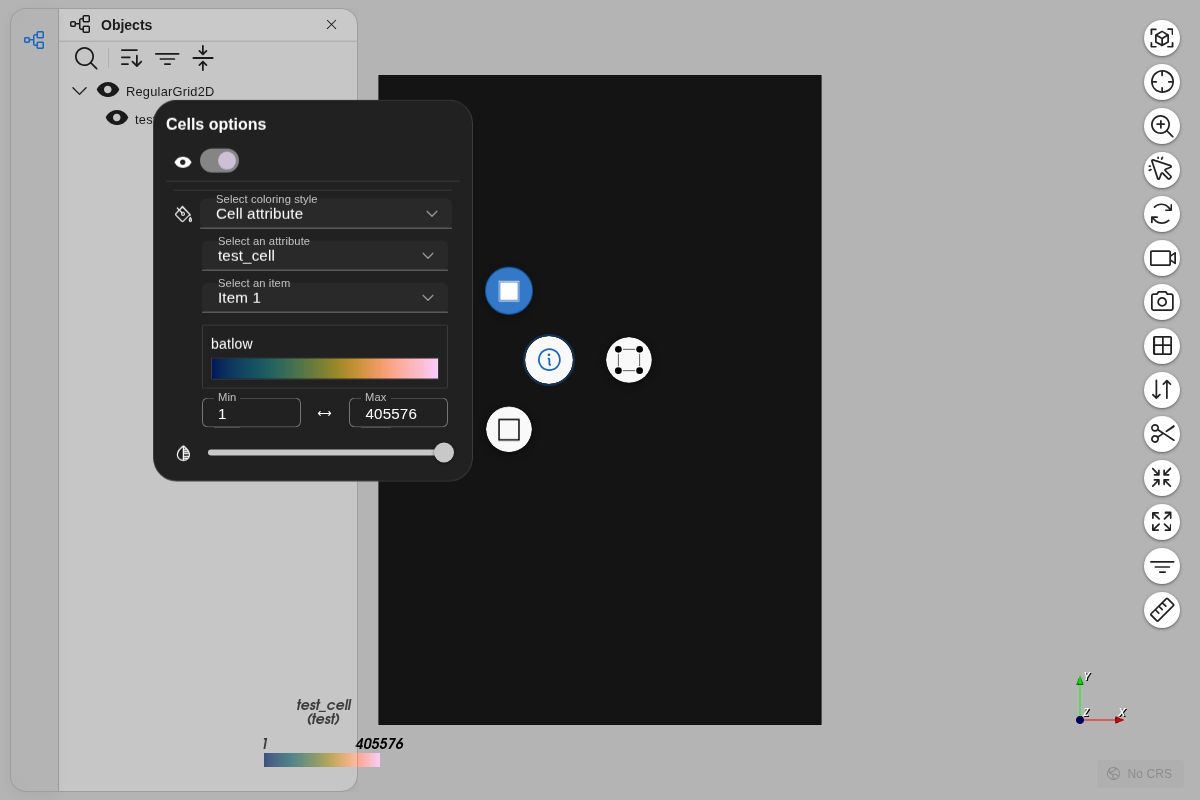 Objects
RegularGrid2D
tes
Cells options
Select coloring style
Cell attribute
Select an attribute
test_cell
Select an item
Item 1
batlow
Min
1
Max
405576
test_cell
(test)
1 405576
Y
Z X
No CRS